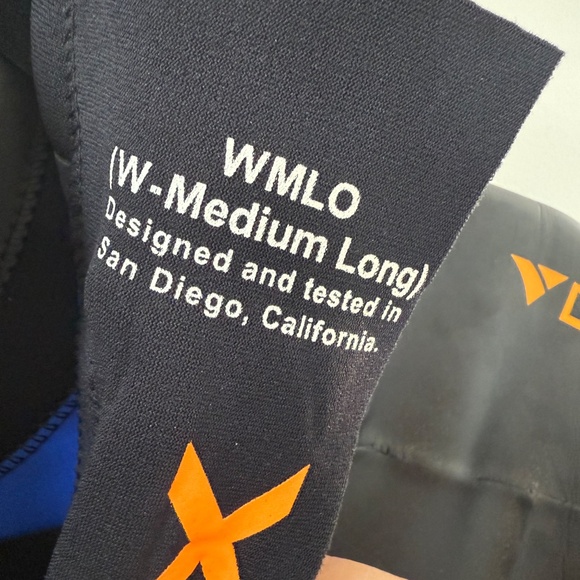 WMLO
(W-Medium Long)
Designed and tested in
San Diego, California.